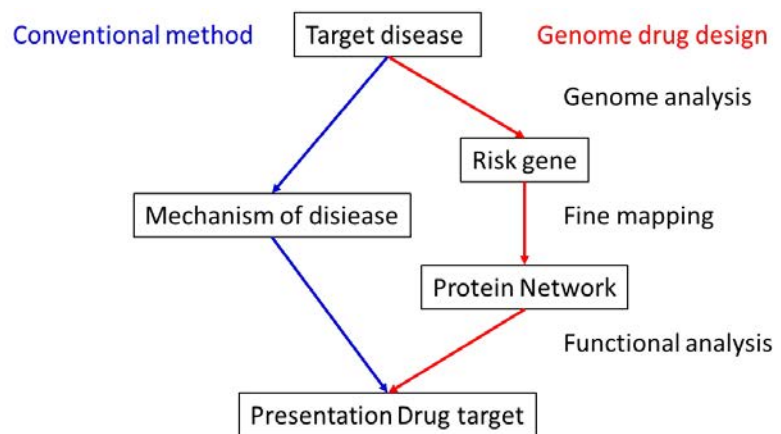 Conventional method
Target disease
Genome drug design
Genome analysis
Risk gene
Mechanism of disiease
Fine mapping
Protein Network
Functional analysis
Presentation Drug target